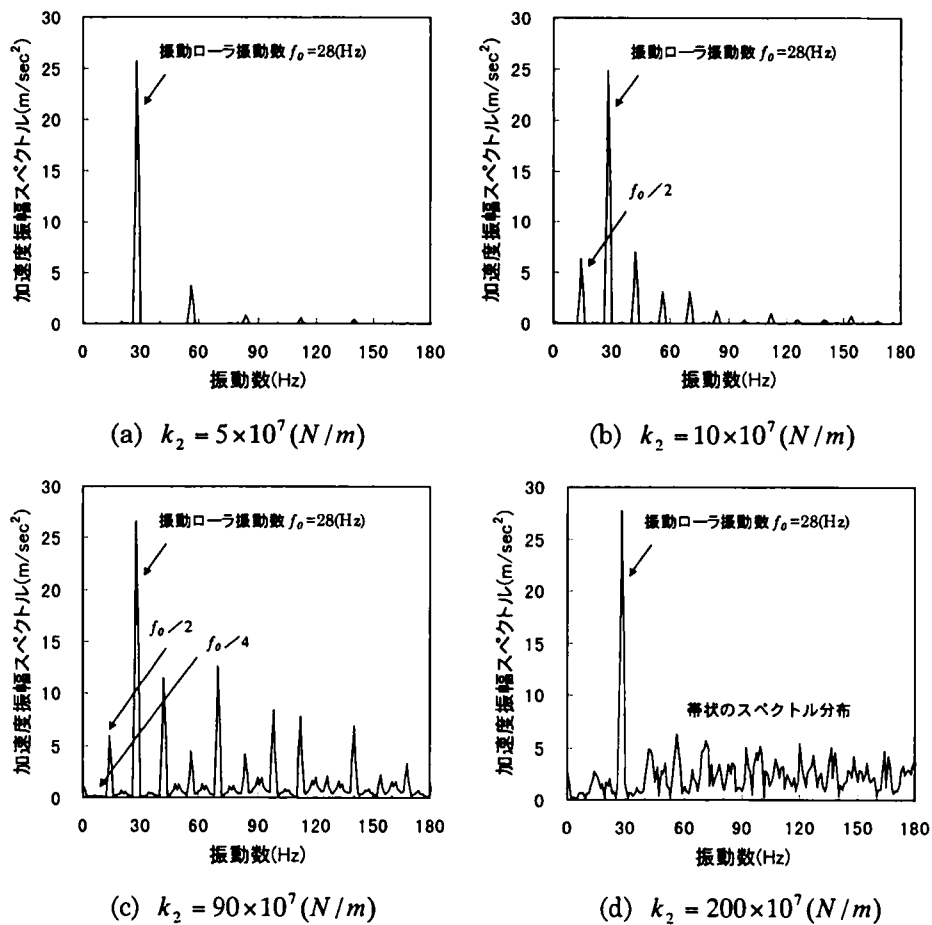 加速度振幅スペクトル(m/sec²)
30
25
20
15
10
5
0
振動ローラ振動数 f₀=28(Hz)
0 30 60 90 120 150 180
振動数(Hz)
(a) k₂ = 5×10⁷ (N/m)
加速度振幅スペクトル(m/sec²)
30
25
20
15
10
5
0
振動ローラ振動数 f₀=28(Hz)
f₀／2
0 30 60 90 120 150 180
振動数(Hz)
(b) k₂ = 10×10⁷ (N/m)
加速度振幅スペクトル(m/sec²)
30
25
20
15
10
5
0
振動ローラ振動数 f₀=28(Hz)
f₀／2
f₀／4
0 30 60 90 120 150 180
振動数(Hz)
(c) k₂ = 90×10⁷ (N/m)
加速度振幅スペクトル(m/sec²)
30
25
20
15
10
5
0
振動ローラ振動数 f₀=28(Hz)
帯状のスペクトル分布
0 30 60 90 120 150 180
振動数(Hz)
(d) k₂ = 200×10⁷ (N/m)